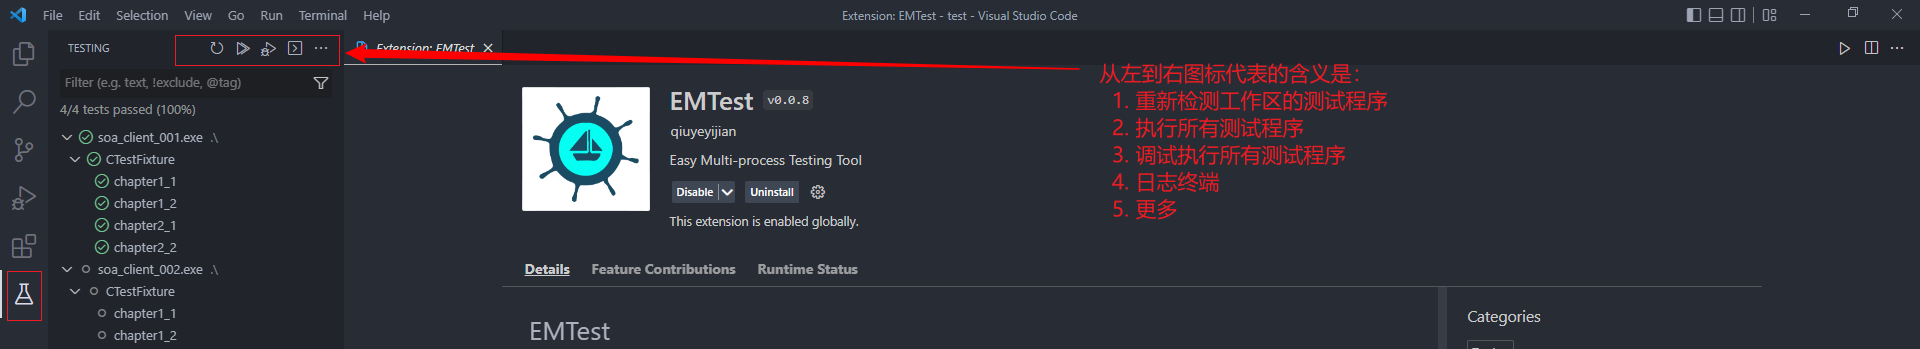 File Edit Selection View Go Run Terminal Help
Extension: EMTest - test - Visual Studio Code
TESTING
Extension: EMTest
Filter (e.g. text, !exclude, @tag)
4/4 tests passed (100%)
soa_client_001.exe .\
CTestFixture
chapter1_1
chapter1_2
chapter2_1
chapter2_2
soa_client_002.exe .\
CTestFixture
chapter1_1
chapter1_2
EMTest v0.0.8
qiuyeyijian
Easy Multi-process Testing Tool
Disable Uninstall
This extension is enabled globally.
Details Feature Contributions Runtime Status
EMTest
Categories
从左到右图标代表的含义是：
1. 重新检测工作区的测试程序
2. 执行所有测试程序
3. 调试执行所有测试程序
4. 日志终端
5. 更多